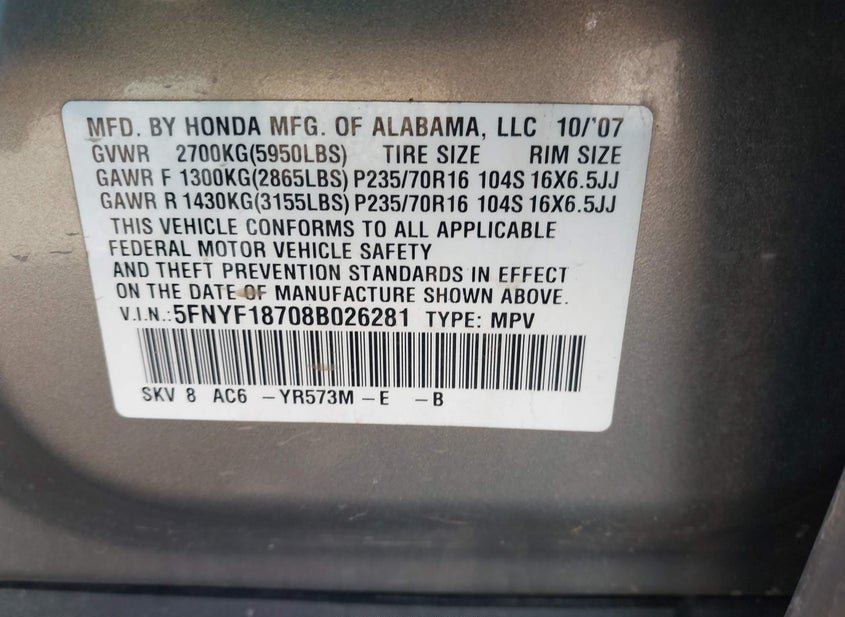 MFD. BY HONDA MFG. OF ALABAMA, LLC 10/'07
GVWR 2700KG(5950LBS) TIRE SIZE RIM SIZE
GAWR F 1300KG(2865LBS) P235/70R16 104S 16X6.5JJ
GAWR R 1430KG(3155LBS) P235/70R16 104S 16X6.5JJ
THIS VEHICLE CONFORMS TO ALL APPLICABLE
FEDERAL MOTOR VEHICLE SAFETY
AND THEFT PREVENTION STANDARDS IN EFFECT
ON THE DATE OF MANUFACTURE SHOWN ABOVE.
V.I.N.:5FNYF18708B026281 TYPE: MPV
SKV 8 AC6 -YR573M -E -B